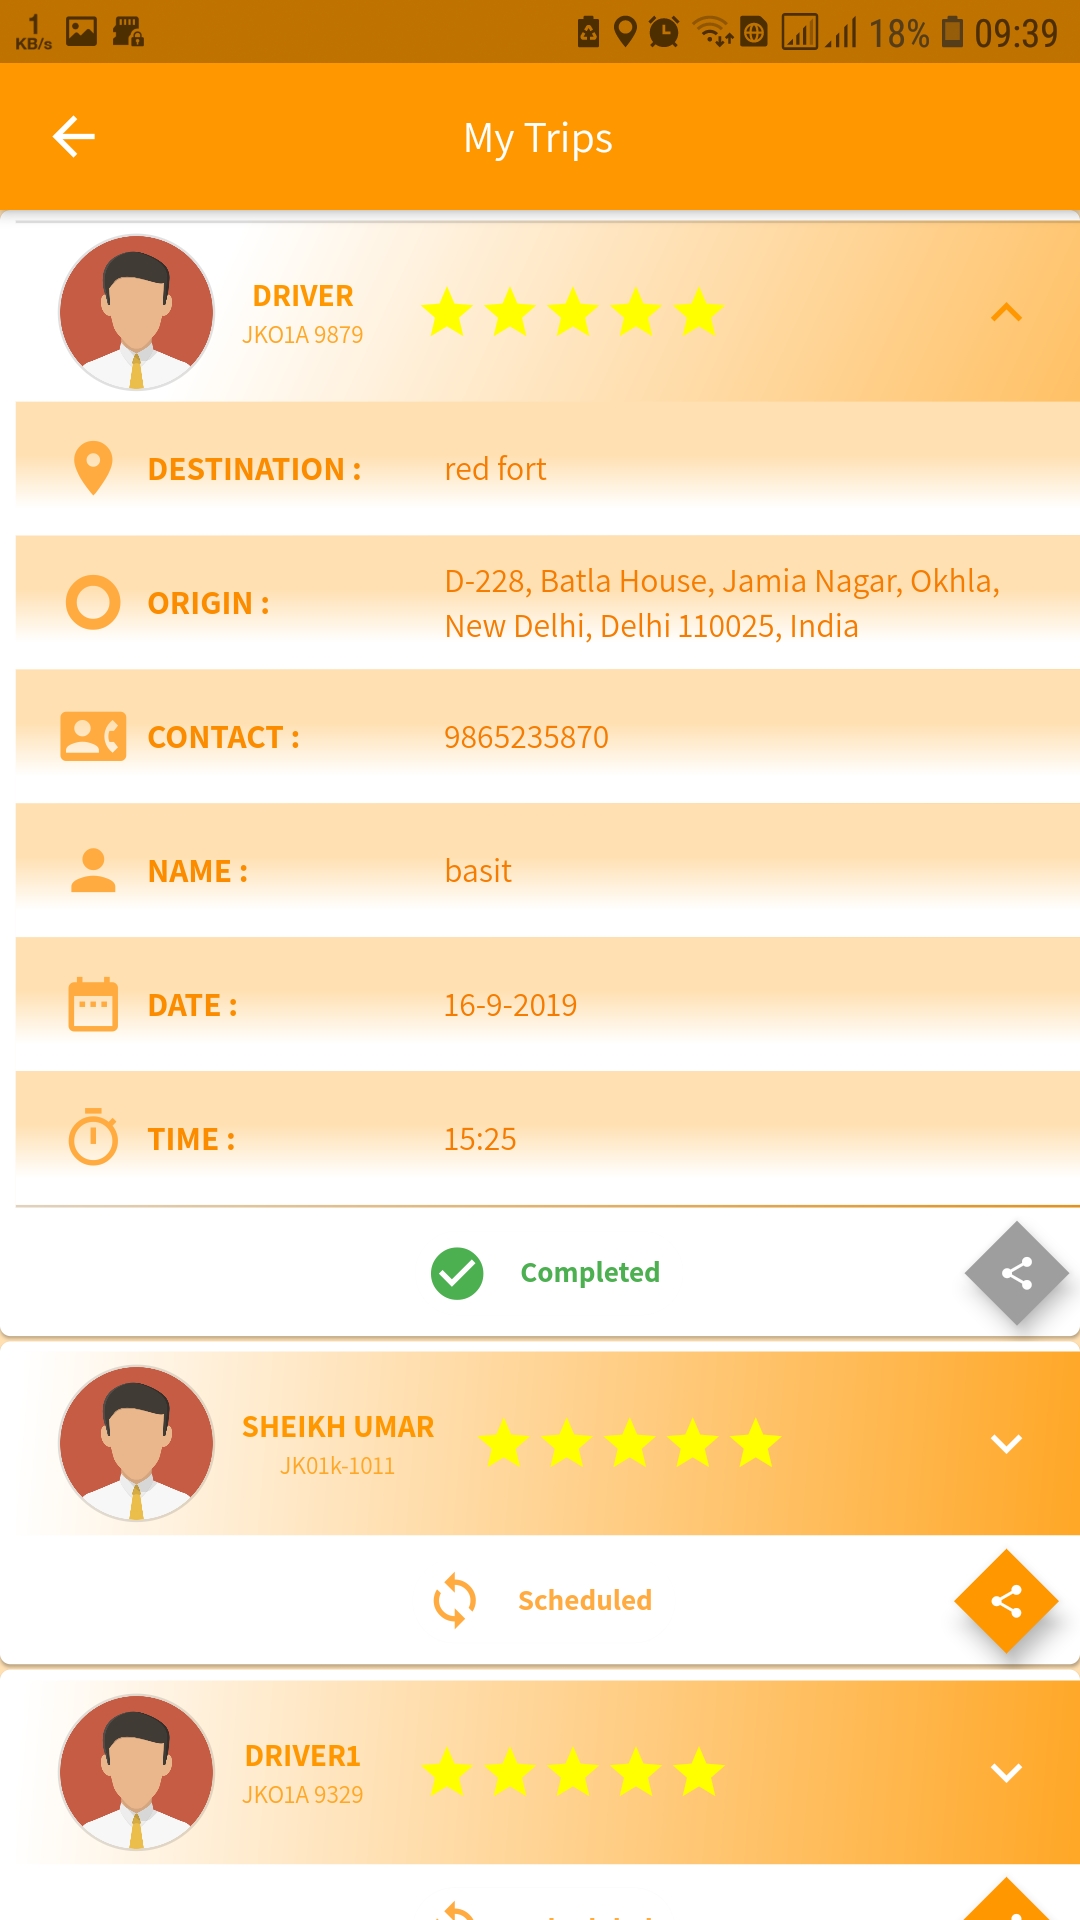 1
KB/s
18% 09:39
My Trips
DRIVER
JKO1A 9879
DESTINATION : red fort
ORIGIN : D-228, Batla House, Jamia Nagar, Okhla,
New Delhi, Delhi 110025, India
CONTACT : 9865235870
NAME : basit
DATE : 16-9-2019
TIME : 15:25
Completed
SHEIKH UMAR
JK01k-1011
Scheduled
DRIVER1
JKO1A 9329